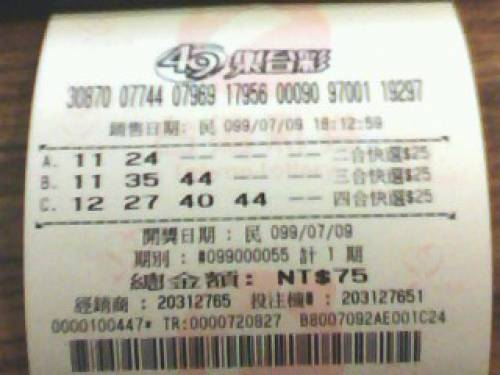 49樂合彩
30870 07744 07969 17956 00090 97001 19297
銷售日期: 民 099/07/09 18:12:59
A. 11 24 -- -- -- 二合快選$25
B. 11 35 44 -- -- 三合快選$25
C. 12 27 40 44 -- 四合快選$25
開獎日期 : 民 099/07/09
期別 : #099000055 計 1 期
總金額: NT$75
經銷商 : 20312765 投注機# : 203127651
0000100447* TR:0000720827 B8007092AE001C24